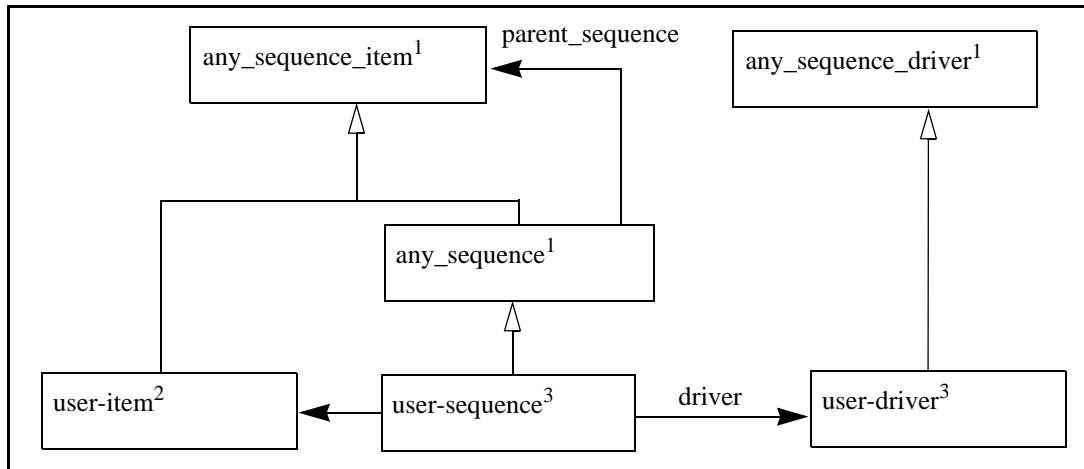 parent_sequence
any_sequence_item¹
any_sequence_driver¹
any_sequence¹
user-item²
user-sequence³
driver
user-driver³